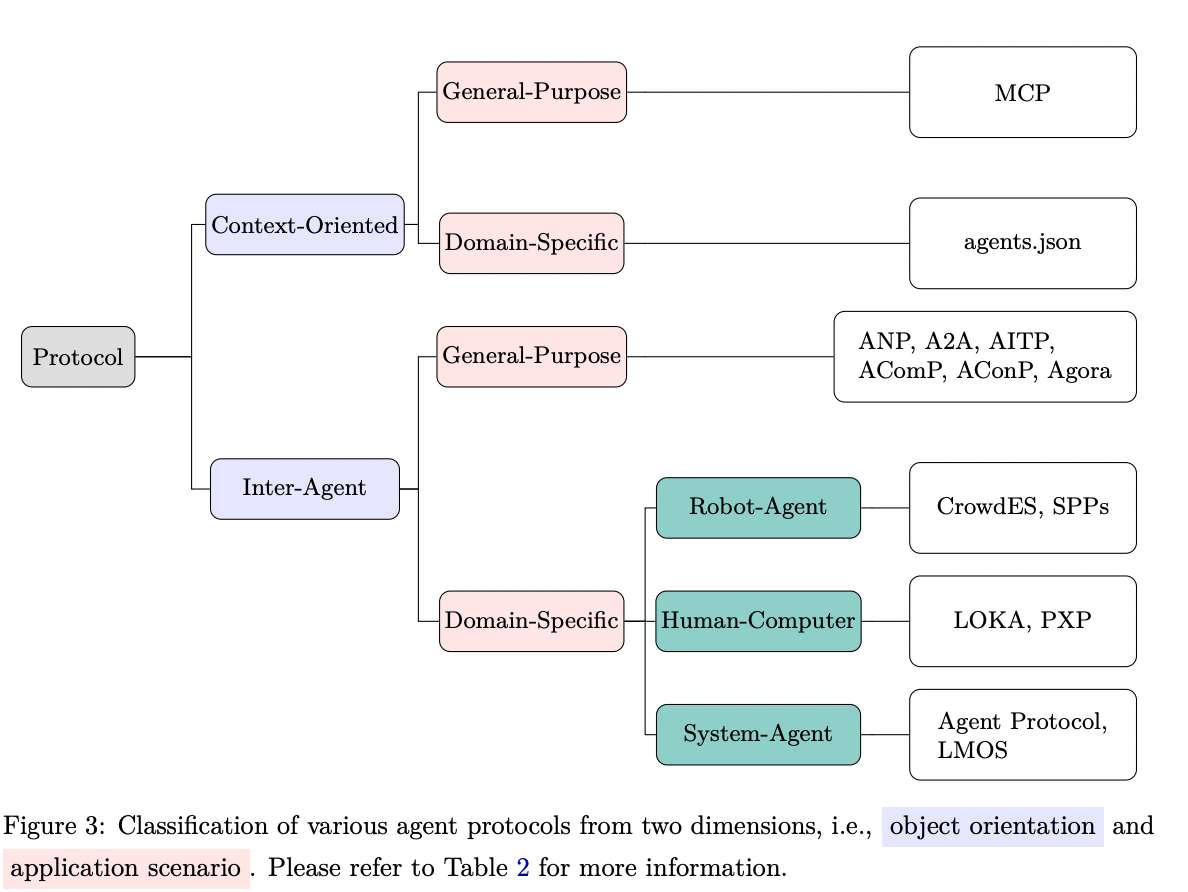 General-Purpose
MCP
Context-Oriented
Domain-Specific
agents.json
Protocol
General-Purpose
ANP, A2A, AITP,
AComP, AConP, Agora
Inter-Agent
Domain-Specific
Robot-Agent
CrowdES, SPPs
Human-Computer
LOKA, PXP
System-Agent
Agent Protocol,
LMOS
Figure 3: Classification of various agent protocols from two dimensions, i.e., object orientation and
application scenario. Please refer to Table 2 for more information.